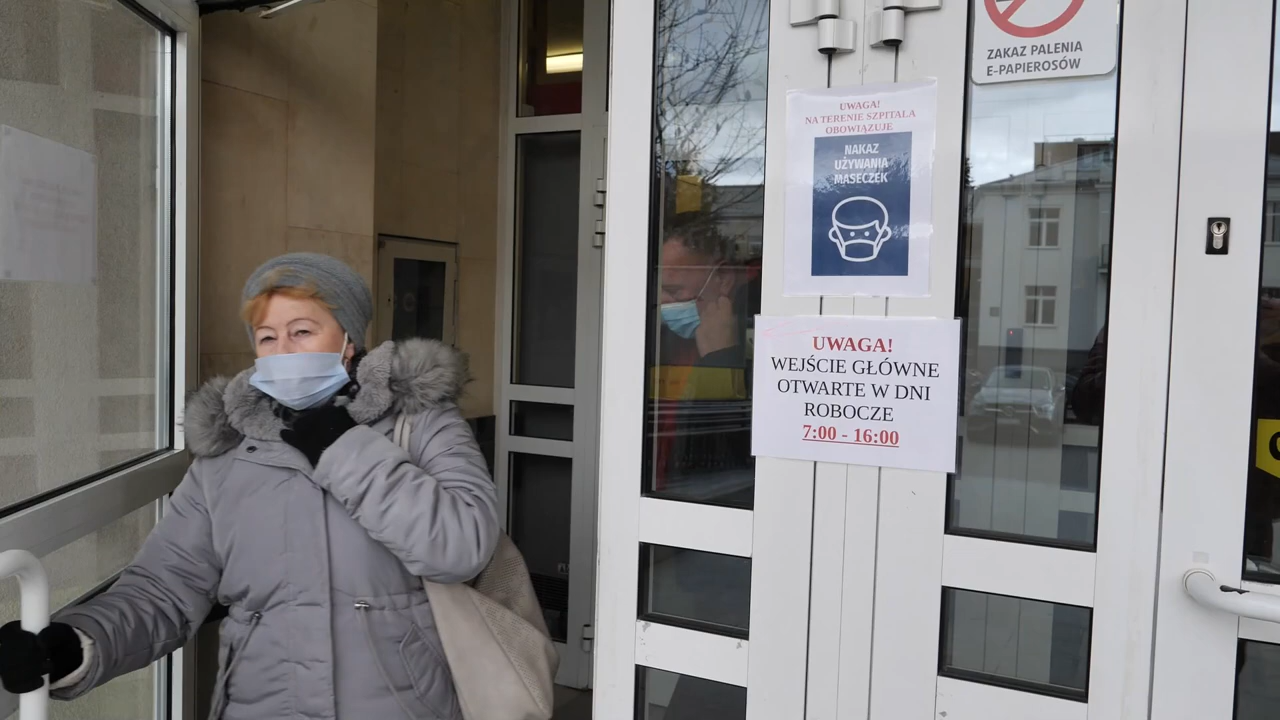 ZAKAZ PALENIA
E-PAPIEROSÓW
UWAGA!
NA TERENIE SZPITALA
OBOWIĄZUJE
NAKAZ
UŻYWANIA
MASECZEK
UWAGA!
WEJŚCIE GŁÓWNE
OTWARTE W DNI
ROBOCZE
7:00 - 16:00